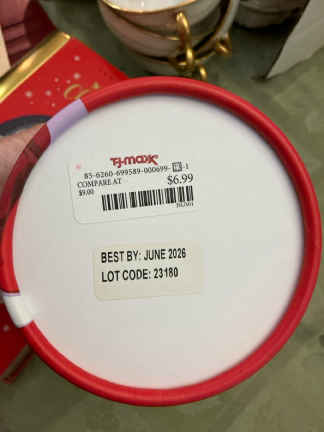 TJ-maxx
85-6260-699589-000699- -1
COMPARE AT
$6.99
$9.00
BEST BY: JUNE 2026
LOT CODE: 23180